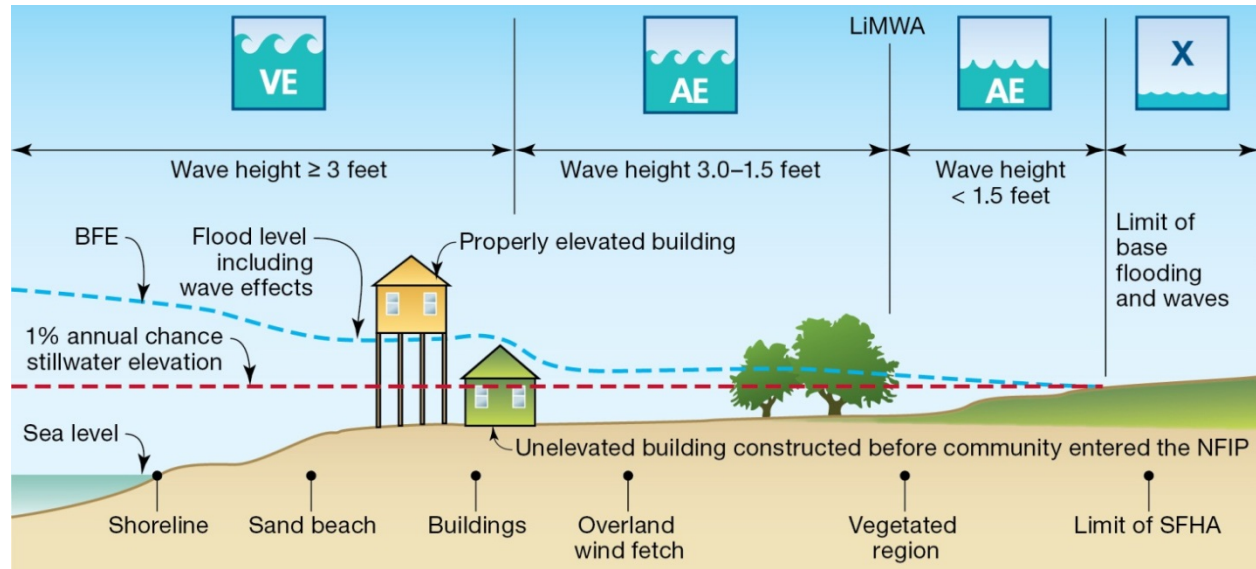 LiMWA
VE
AE
AE
X
Wave height ≥ 3 feet
Wave height 3.0–1.5 feet
Wave height
< 1.5 feet
BFE
Flood level
including
wave effects
Properly elevated building
Limit of
base
flooding
and waves
1% annual chance
stillwater elevation
Sea level
Unelevated building constructed before community entered the NFIP
Shoreline
Sand beach
Buildings
Overland
wind fetch
Vegetated
region
Limit of SFHA